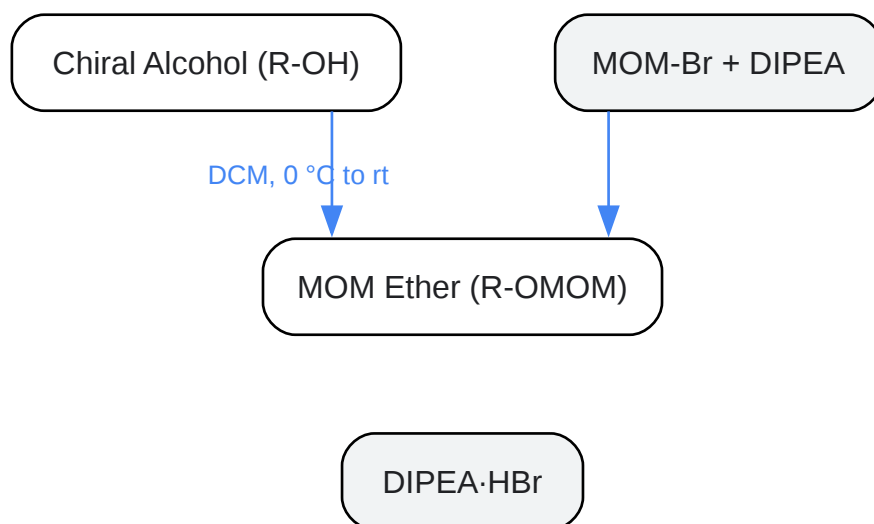 Chiral Alcohol (R-OH)
MOM-Br + DIPEA
DCM, 0 °C to rt
MOM Ether (R-OMOM)
DIPEA·HBr